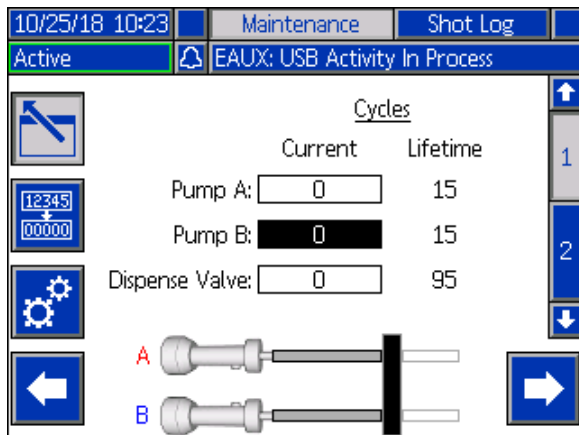 10/25/18 10:23 Maintenance Shot Log
Active EAUX: USB Activity In Process
Cycles
Current Lifetime
1
12345
00000
Pump A: 0 15
Pump B: 0 15
2
Dispense Valve: 0 95
A
B